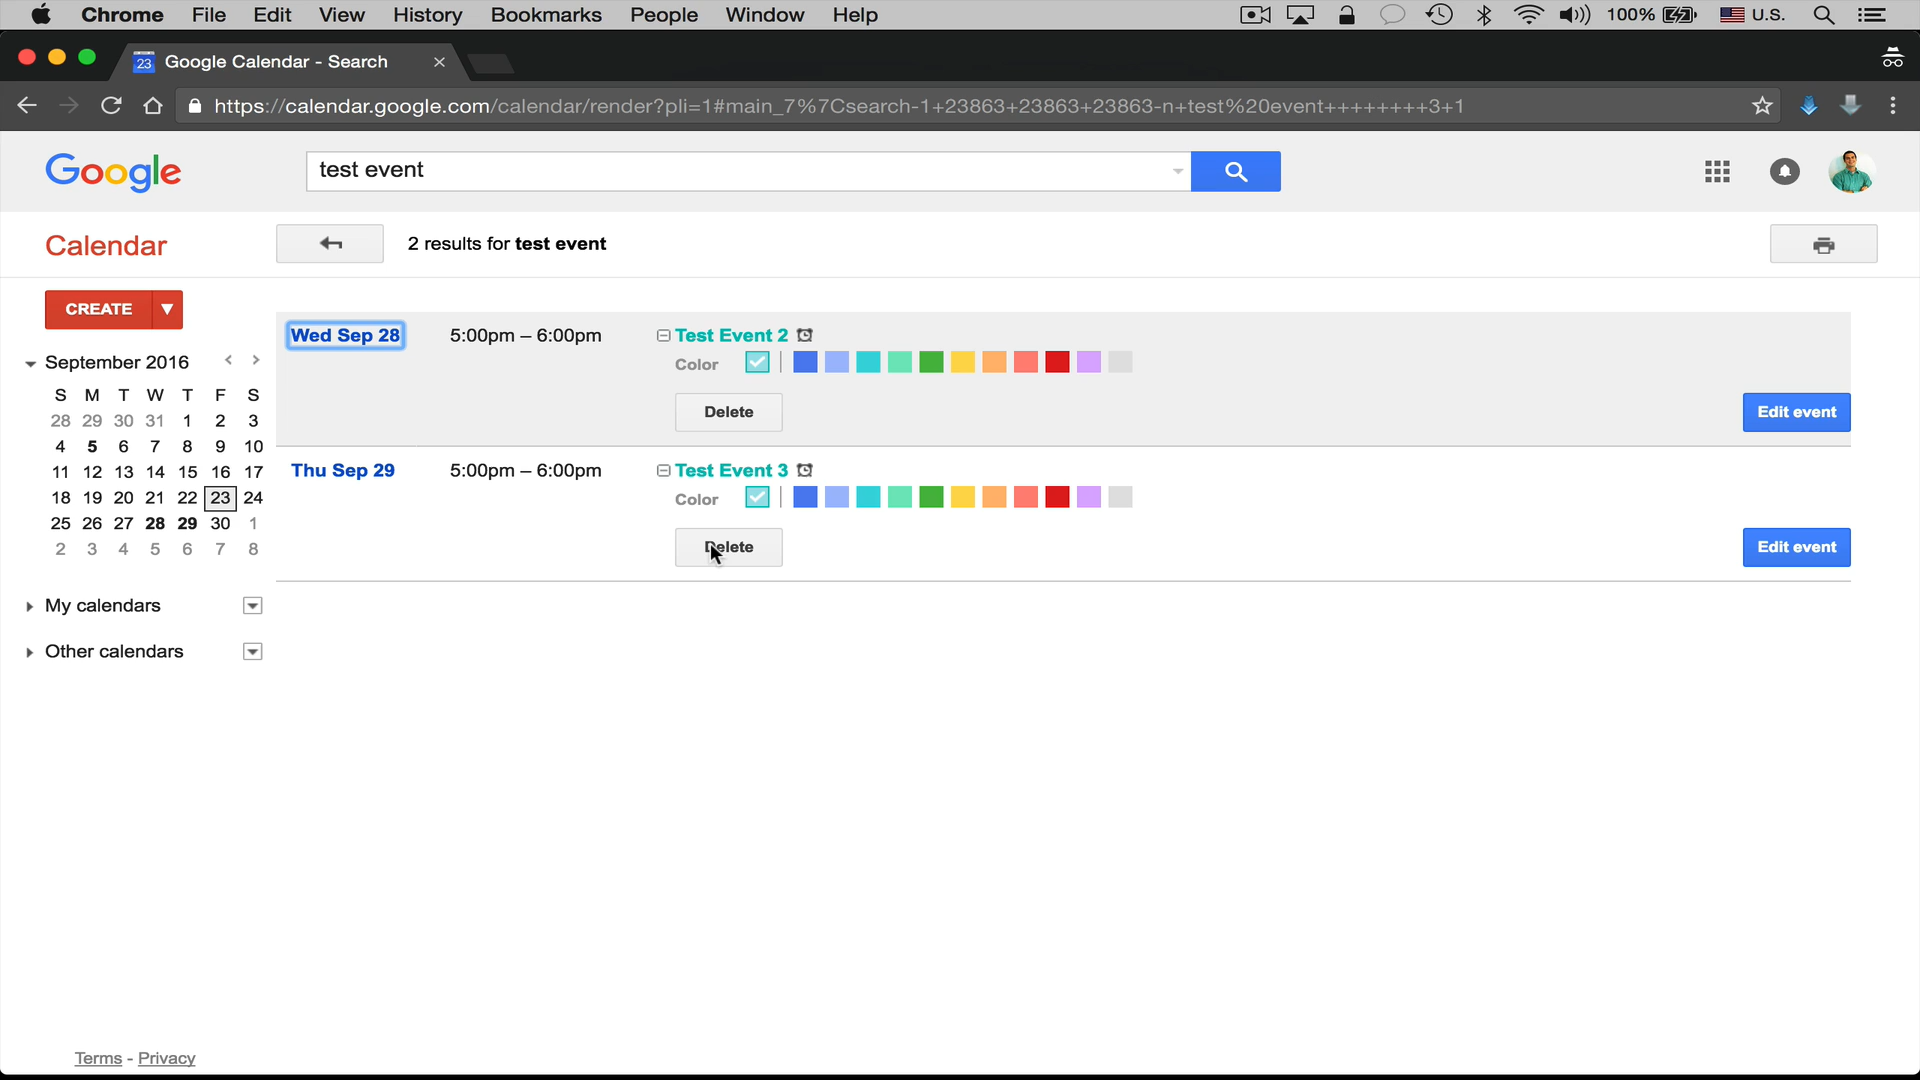 Chrome File Edit View History Bookmarks People Window Help 100% U.S.
23 Google Calendar - Search
https://calendar.google.com/calendar/render?pli=1#main_7%7Csearch-1+23863+23863+23863-n+test%20event++++++++3+1
Google test event
Calendar 2 results for test event
CREATE
September 2016
S M T W T F S
28 29 30 31 1 2 3
4 5 6 7 8 9 10
11 12 13 14 15 16 17
18 19 20 21 22 23 24
25 26 27 28 29 30 1
2 3 4 5 6 7 8
My calendars
Other calendars
Wed Sep 28 5:00pm – 6:00pm Test Event 2
Color
Delete Edit event
Thu Sep 29 5:00pm – 6:00pm Test Event 3
Color
Delete Edit event
Terms - Privacy